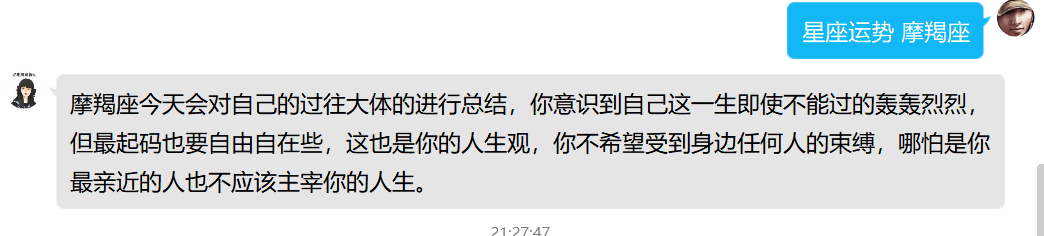 星座运势 摩羯座
摩羯座今天会对自己的过往大体的进行总结，你意识到自己这一生即使不能过的轰轰烈烈，
但最起码也要自由自在些，这也是你的人生观，你不希望受到身边任何人的束缚，哪怕是你
最亲近的人也不应该主宰你的人生。
21:27:47